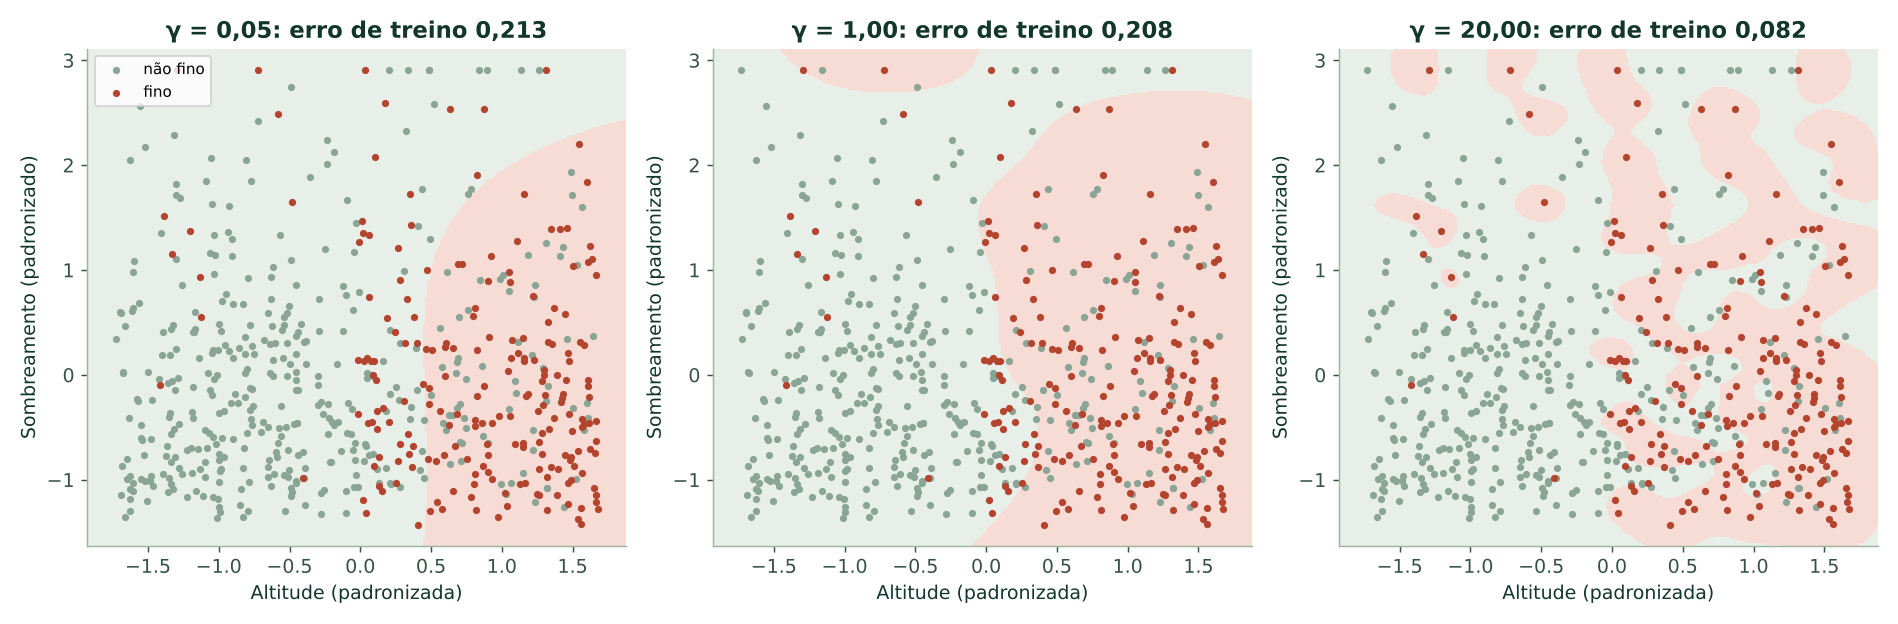 γ = 0,05: erro de treino 0,213
não fino
fino
3
2
1
0
−1
Sombreamento (padronizado)
−1.5 −1.0 −0.5 0.0 0.5 1.0 1.5
Altitude (padronizada)
γ = 1,00: erro de treino 0,208
3
2
1
0
−1
Sombreamento (padronizado)
−1.5 −1.0 −0.5 0.0 0.5 1.0 1.5
Altitude (padronizada)
γ = 20,00: erro de treino 0,082
3
2
1
0
−1
Sombreamento (padronizado)
−1.5 −1.0 −0.5 0.0 0.5 1.0 1.5
Altitude (padronizada)